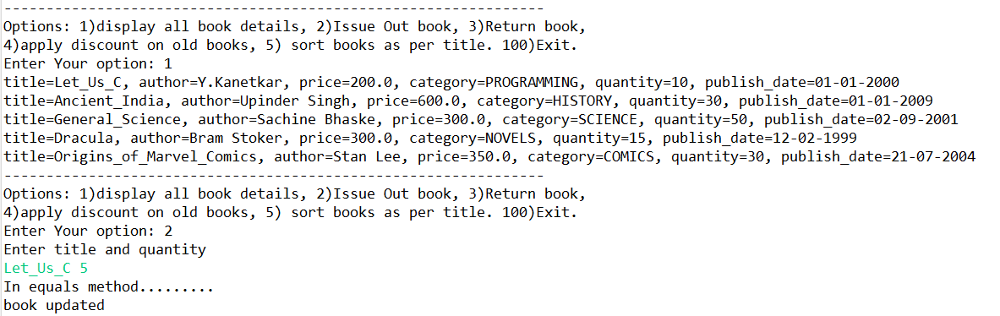 ----------------------------------------------------------------
Options: 1)display all book details, 2)Issue Out book, 3)Return book,
4)apply discount on old books, 5) sort books as per title. 100)Exit.
Enter Your option: 1
title=Let_Us_C, author=Y.Kanetkar, price=200.0, category=PROGRAMMING, quantity=10, publish_date=01-01-2000
title=Ancient_India, author=Upinder Singh, price=600.0, category=HISTORY, quantity=30, publish_date=01-01-2009
title=General_Science, author=Sachine Bhaske, price=300.0, category=SCIENCE, quantity=50, publish_date=02-09-2001
title=Dracula, author=Bram Stoker, price=300.0, category=NOVELS, quantity=15, publish_date=12-02-1999
title=Origins_of_Marvel_Comics, author=Stan Lee, price=350.0, category=COMICS, quantity=30, publish_date=21-07-2004
----------------------------------------------------------------
Options: 1)display all book details, 2)Issue Out book, 3)Return book,
4)apply discount on old books, 5) sort books as per title. 100)Exit.
Enter Your option: 2
Enter title and quantity
Let_Us_C 5
In equals method.........
book updated